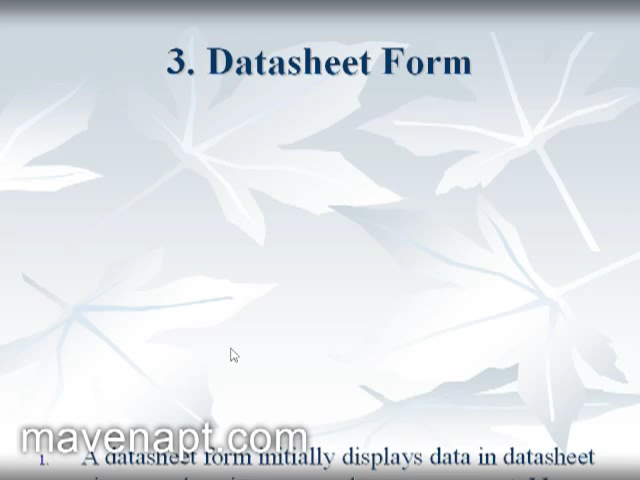 3. Datasheet Form
mavenapt.com
1. A datasheet form initially displays data in datasheet